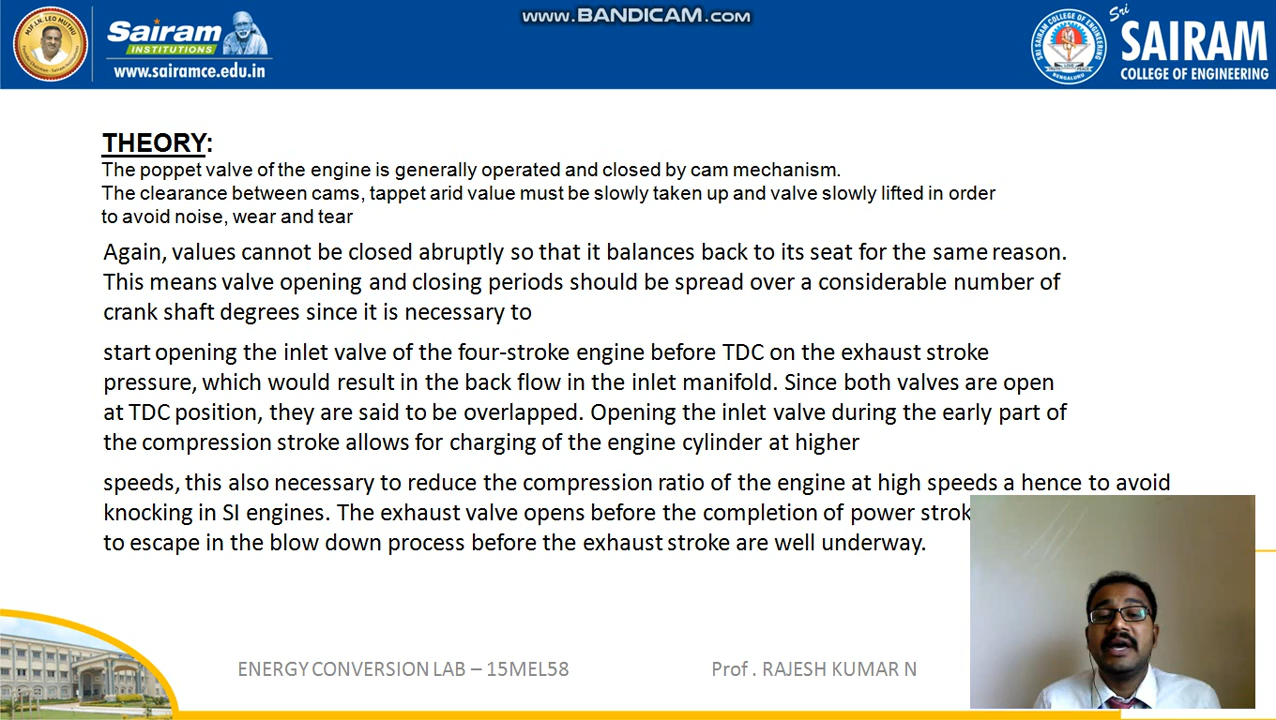 www.BANDICAM.com
MJF.LN. LEO MUTHU
Sairam
INSTITUTIONS
www.sairamce.edu.in
Sri
SAIRAM
COLLEGE OF ENGINEERING
SRI SAIRAM COLLEGE OF ENGINEERING
BENGALURU
THEORY:
The poppet valve of the engine is generally operated and closed by cam mechanism.
The clearance between cams, tappet arid value must be slowly taken up and valve slowly lifted in order
to avoid noise, wear and tear
Again, values cannot be closed abruptly so that it balances back to its seat for the same reason.
This means valve opening and closing periods should be spread over a considerable number of
crank shaft degrees since it is necessary to
start opening the inlet valve of the four-stroke engine before TDC on the exhaust stroke
pressure, which would result in the back flow in the inlet manifold. Since both valves are open
at TDC position, they are said to be overlapped. Opening the inlet valve during the early part of
the compression stroke allows for charging of the engine cylinder at higher
speeds, this also necessary to reduce the compression ratio of the engine at high speeds a hence to avoid
knocking in SI engines. The exhaust valve opens before the completion of power strok
to escape in the blow down process before the exhaust stroke are well underway.
ENERGY CONVERSION LAB – 15MEL58
Prof . RAJESH KUMAR N